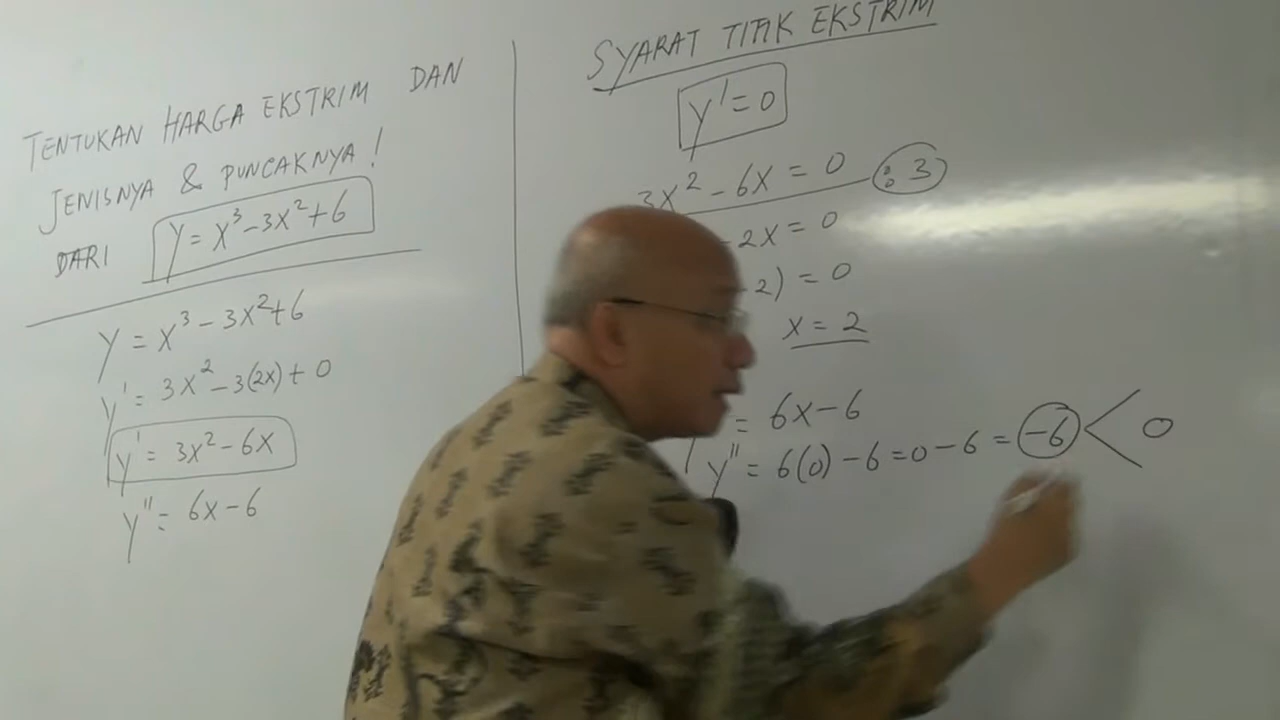 TENTUKAN HARGA EKSTRIM DAN
JENISNYA & PUNCAKNYA!
DARI y = x³ - 3x² + 6
y = x³ - 3x² + 6
y' = 3x² - 3(2x) + 0
y' = 3x² - 6x
y'' = 6x - 6
SYARAT TITIK EKSTRIM
y' = 0
3x² - 6x = 0 :3
- 2x = 0
2) = 0
x = 2
= 6x - 6
y'' = 6(0) - 6 = 0 - 6 = -6 < 0